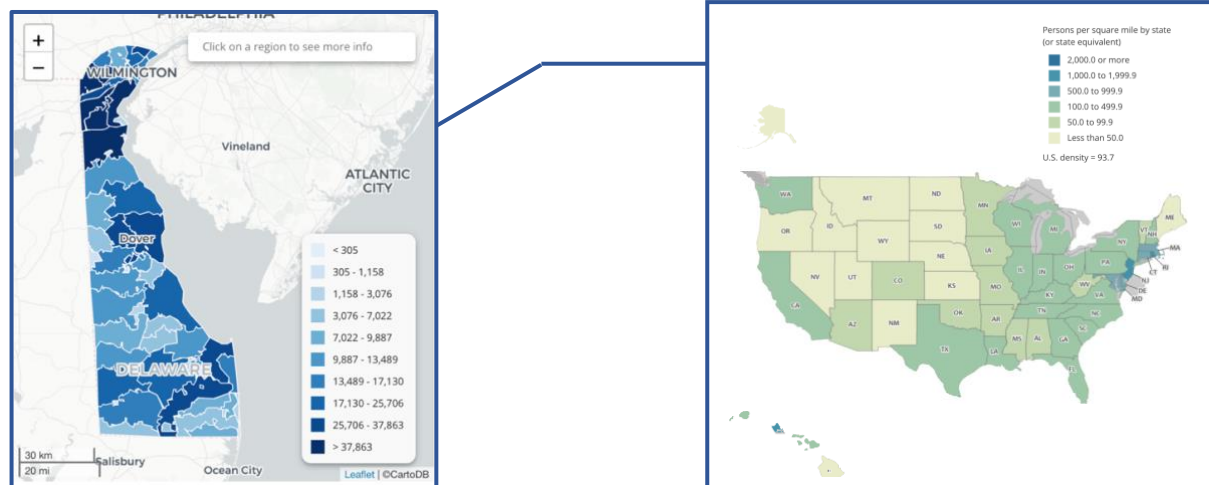 PHILADELPHIA
+
−
Click on a region to see more info
WILMINGTON
Vineland
ATLANTIC
CITY
Dover
DELAWARE
< 305
305 - 1,158
1,158 - 3,076
3,076 - 7,022
7,022 - 9,887
9,887 - 13,489
13,489 - 17,130
17,130 - 25,706
25,706 - 37,863
> 37,863
30 km
20 mi
Salisbury
Ocean City
Leaflet | ©CartoDB
Persons per square mile by state
(or state equivalent)
2,000.0 or more
1,000.0 to 1,999.9
500.0 to 999.9
100.0 to 499.9
50.0 to 99.9
Less than 50.0
U.S. density = 93.7
WA
MT
ND
MN
WI
MI
VT
NH
ME
OR
ID
SD
NY
MA
WY
IA
PA
RI
CT
NE
NJ
NV
UT
IL
IN
OH
DE
MD
CO
KS
MO
WV
VA
KY
CA
TN
NC
AZ
NM
OK
AR
SC
MS
AL
GA
TX
LA
FL